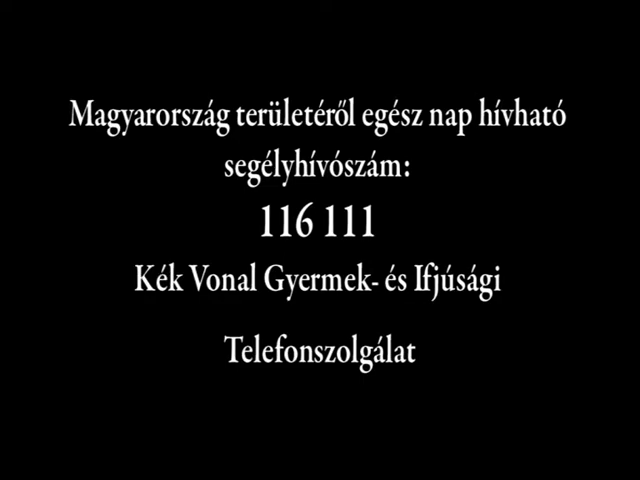 Magyarország területéről egész nap hívható
segélyhívószám:
116 111
Kék Vonal Gyermek- és Ifjúsági
Telefonszolgálat